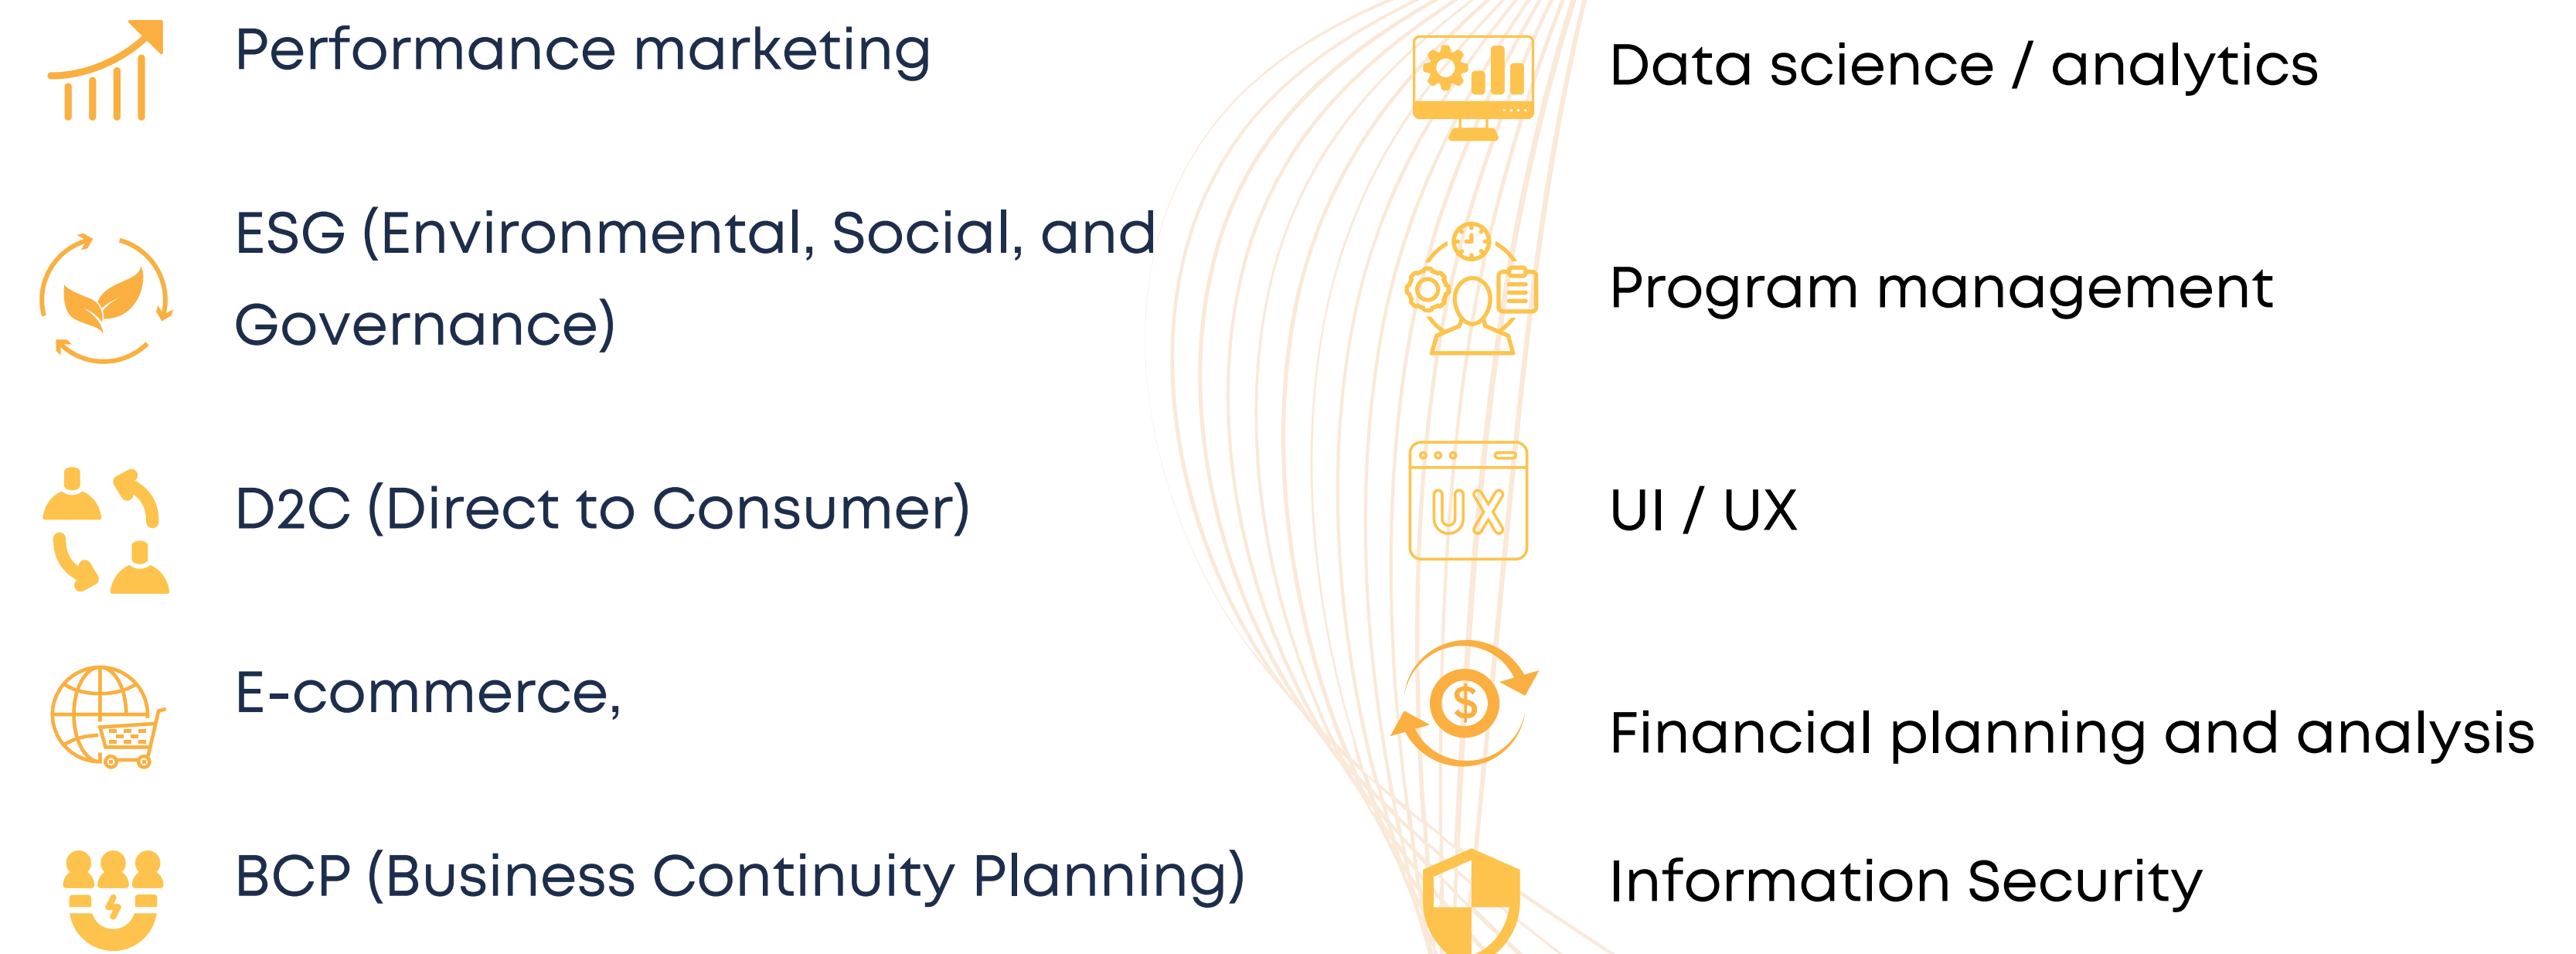 Performance marketing
ESG (Environmental, Social, and
Governance)
D2C (Direct to Consumer)
E-commerce,
BCP (Business Continuity Planning)
Data science / analytics
Program management
UX
UI / UX
$
Financial planning and analysis
Information Security